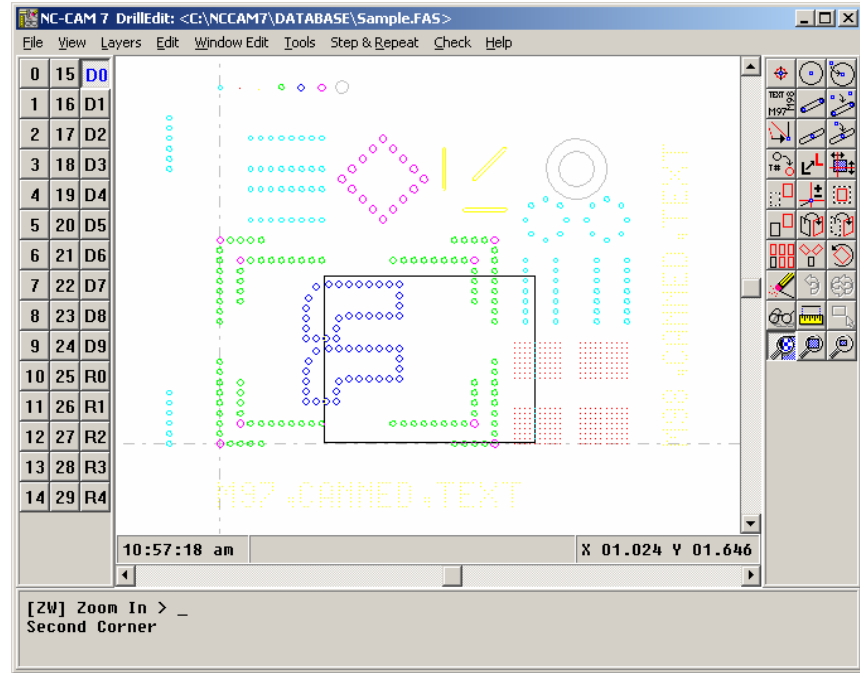 NC-CAM 7 DrillEdit: <C:\NCCAM7\DATABASE\Sample.FAS>
File View Layers Edit Window Edit Tools Step & Repeat Check Help
0 15 D0
1 16 D1
2 17 D2
3 18 D3
4 19 D4
5 20 D5
6 21 D6
7 22 D7
8 23 D8
9 24 D9
10 25 R0
11 26 R1
12 27 R2
13 28 R3
14 29 R4
TEXT M98
M97
T#
M98,CANNED,TEXT
M97,CANNED,TEXT
10:57:18 am
X 01.024 Y 01.646
[ZW] Zoom In > _
Second Corner